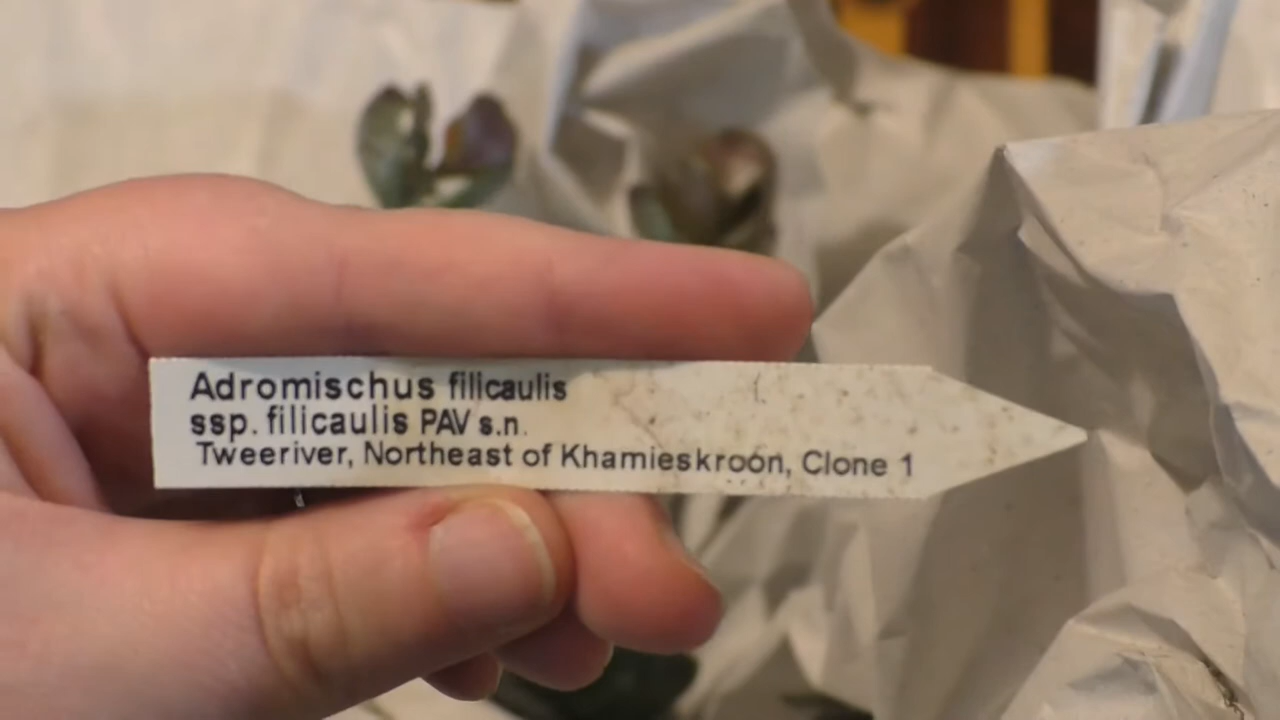 Adromischus filicaulis
ssp. filicaulis PAV s.n.
Tweeriver, Northeast of Khamieskroon, Clone 1